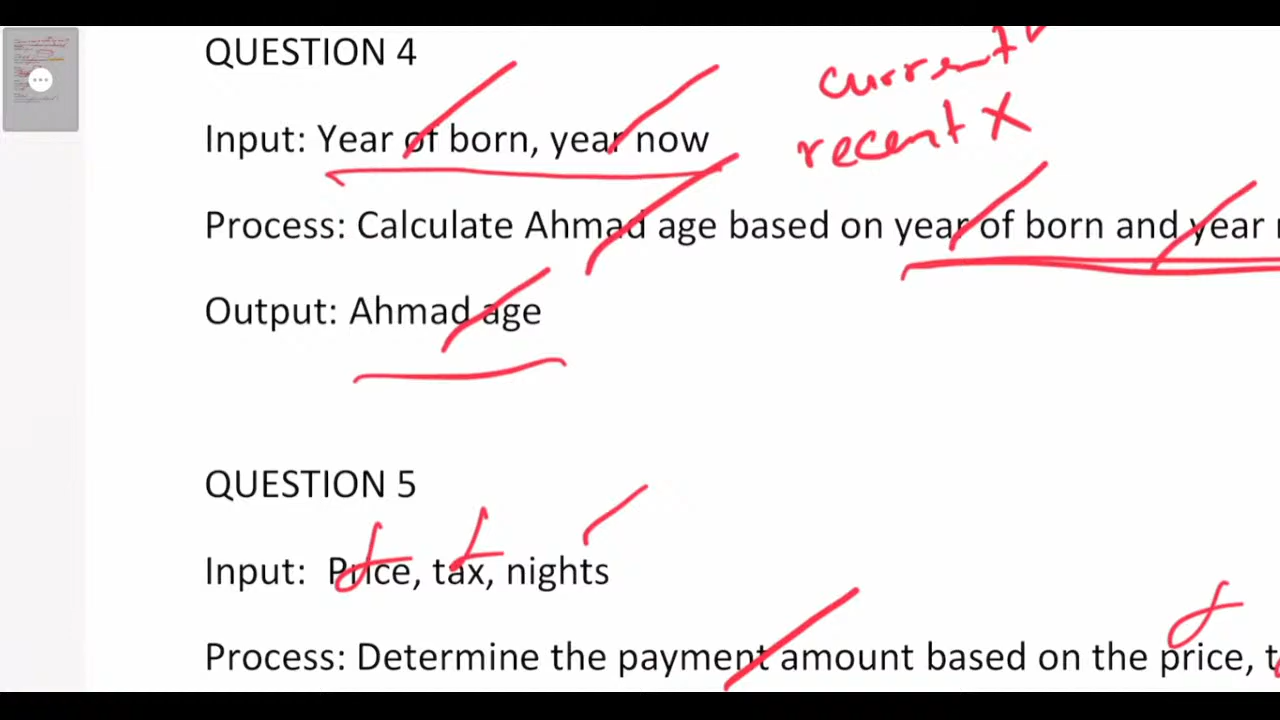 QUESTION 4
current
recent X
Input: Year of born, year now
Process: Calculate Ahmad age based on year of born and year
Output: Ahmad age
QUESTION 5
Input: Price, tax, nights
Process: Determine the payment amount based on the price,